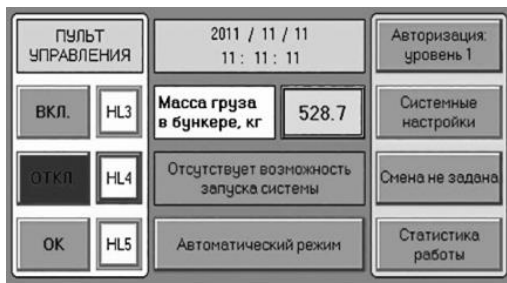 ПУЛЬТ
УПРАВЛЕНИЯ
ВКЛ.
HL3
ОТКЛ.
HL4
ОК
HL5
2011 / 11 / 11
11 : 11 : 11
Масса груза
в бункере, кг
528.7
Отсутствует возможность
запуска системы
Автоматический режим
Авторизация:
уровень 1
Системные
настройки
Смена не задана
Статистика
работы